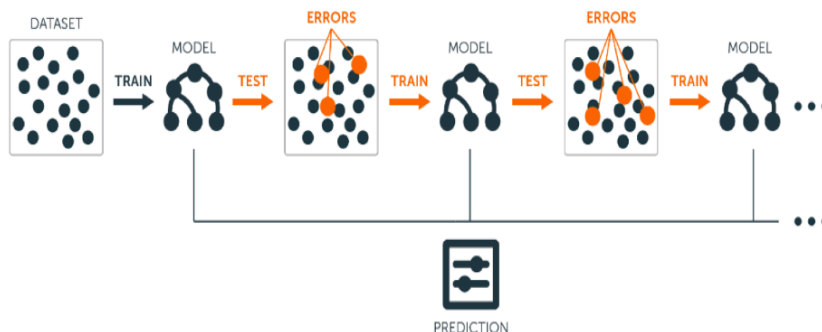 DATASET
MODEL
ERRORS
MODEL
ERRORS
MODEL
TRAIN
TEST
TRAIN
TEST
TRAIN
PREDICTION